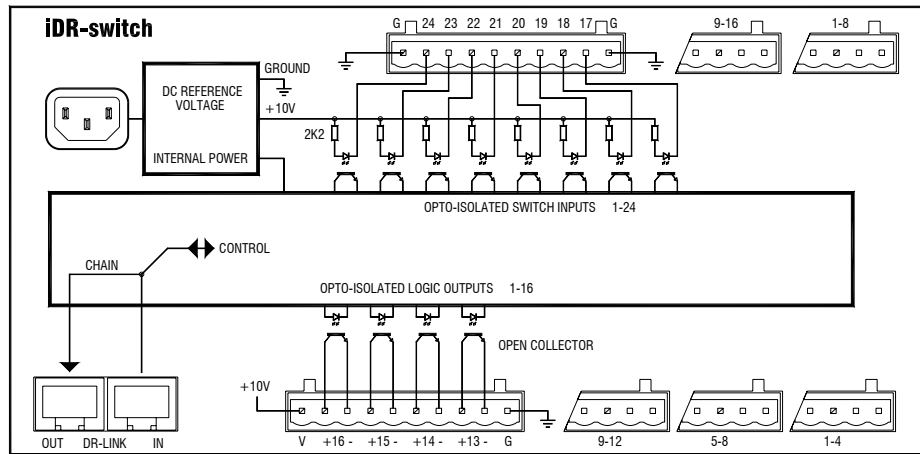 iDR-switch
G 24 23 22 21 20 19 18 17 G
9-16
1-8
GROUND
DC REFERENCE
VOLTAGE
+10V
2K2
INTERNAL POWER
OPTO-ISOLATED SWITCH INPUTS 1-24
CONTROL
CHAIN
OPTO-ISOLATED LOGIC OUTPUTS 1-16
OPEN COLLECTOR
+10V
OUT DR-LINK IN
V +16 - +15 - +14 - +13 - G
9-12
5-8
1-4